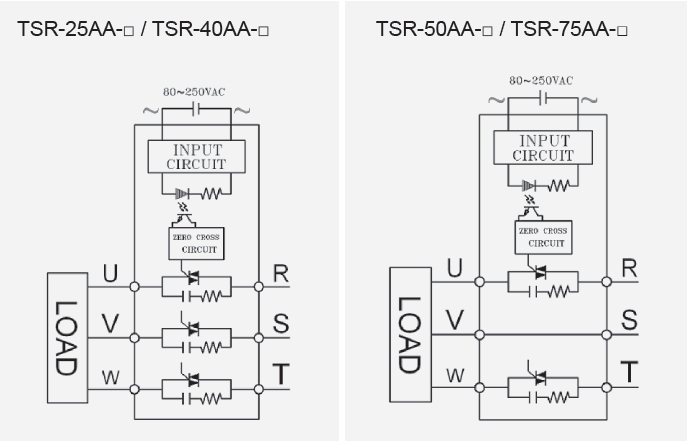 TSR-25AA-□ / TSR-40AA-□
80~250VAC
~ ~
INPUT
CIRCUIT
ZERO CROSS
CIRCUIT
LOAD
U R
V S
W T
TSR-50AA-□ / TSR-75AA-□
80~250VAC
~ ~
INPUT
CIRCUIT
ZERO CROSS
CIRCUIT
LOAD
U R
V S
W T